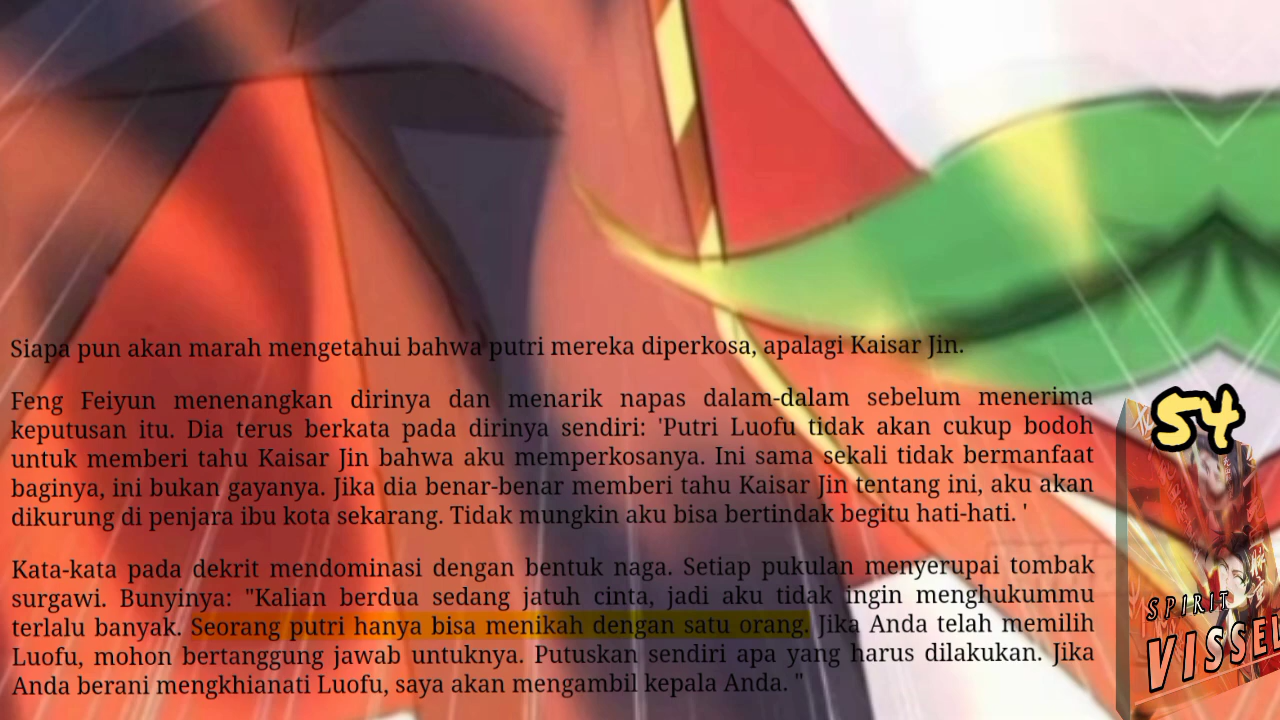 Siapa pun akan marah mengetahui bahwa putri mereka diperkosa, apalagi Kaisar Jin.
Feng Feiyun menenangkan dirinya dan menarik napas dalam-dalam sebelum menerima
keputusan itu. Dia terus berkata pada dirinya sendiri: 'Putri Luofu tidak akan cukup bodoh
untuk memberi tahu Kaisar Jin bahwa aku memperkosanya. Ini sama sekali tidak bermanfaat
baginya, ini bukan gayanya. Jika dia benar-benar memberi tahu Kaisar Jin tentang ini, aku akan
dikurung di penjara ibu kota sekarang. Tidak mungkin aku bisa bertindak begitu hati-hati. '
Kata-kata pada dekrit mendominasi dengan bentuk naga. Setiap pukulan menyerupai tombak
surgawi. Bunyinya: "Kalian berdua sedang jatuh cinta, jadi aku tidak ingin menghukummu
terlalu banyak. Seorang putri hanya bisa menikah dengan satu orang. Jika Anda telah memilih
Luofu, mohon bertanggung jawab untuknya. Putuskan sendiri apa yang harus dilakukan. Jika
Anda berani mengkhianati Luofu, saya akan mengambil kepala Anda. "
54
SPIRIT
VISSEL